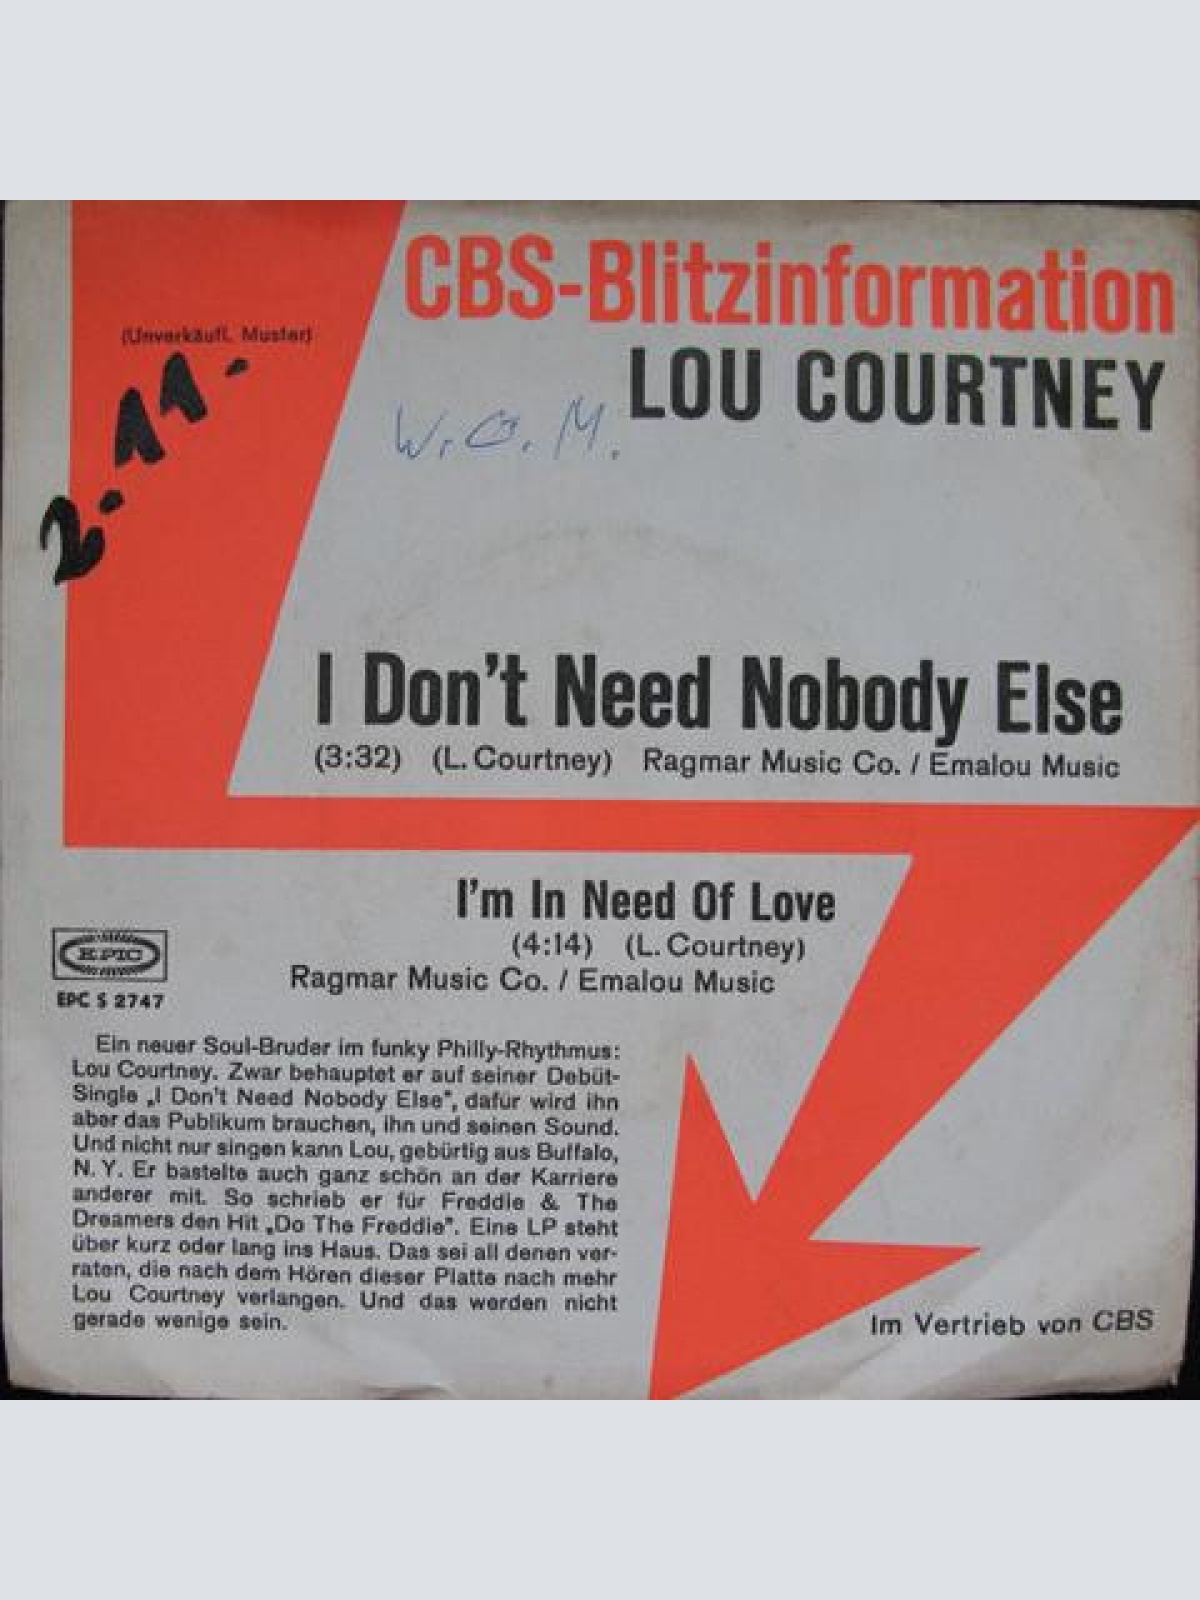 CBS-Blitzinformation
(Unverkäufl. Muster)
LOU COURTNEY
2.11.
W. O. M.
I Don't Need Nobody Else
(3:32) (L. Courtney) Ragmar Music Co. / Emalou Music
I'm In Need Of Love
(4:14) (L. Courtney)
Ragmar Music Co. / Emalou Music
EPIC
EPC S 2747
Ein neuer Soul-Bruder im funky Philly-Rhythmus:
Lou Courtney. Zwar behauptet er auf seiner Debüt-
Single „I Don't Need Nobody Else", dafür wird ihn
aber das Publikum brauchen, ihn und seinen Sound.
Und nicht nur singen kann Lou, gebürtig aus Buffalo,
N. Y. Er bastelte auch ganz schön an der Karriere
anderer mit. So schrieb er für Freddie & The
Dreamers den Hit „Do The Freddie". Eine LP steht
über kurz oder lang ins Haus. Das sei all denen ver-
raten, die nach dem Hören dieser Platte nach mehr
Lou Courtney verlangen. Und das werden nicht
gerade wenige sein.
Im Vertrieb von CBS